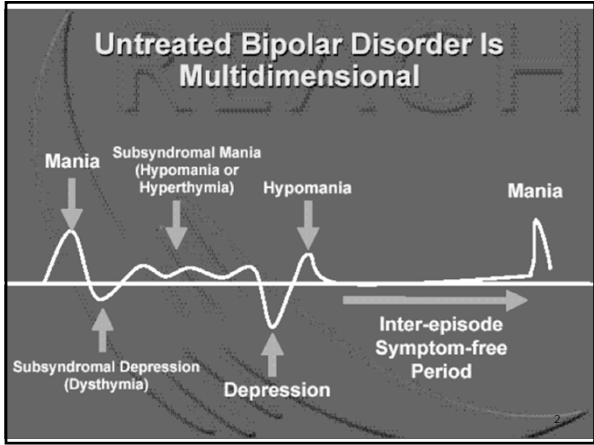 REACH
Untreated Bipolar Disorder Is
Multidimensional
Mania
Subsyndromal Mania
(Hypomania or
Hyperthymia)
Hypomania
Mania
Subsyndromal Depression
(Dysthymia)
Depression
Inter-episode
Symptom-free
Period
2